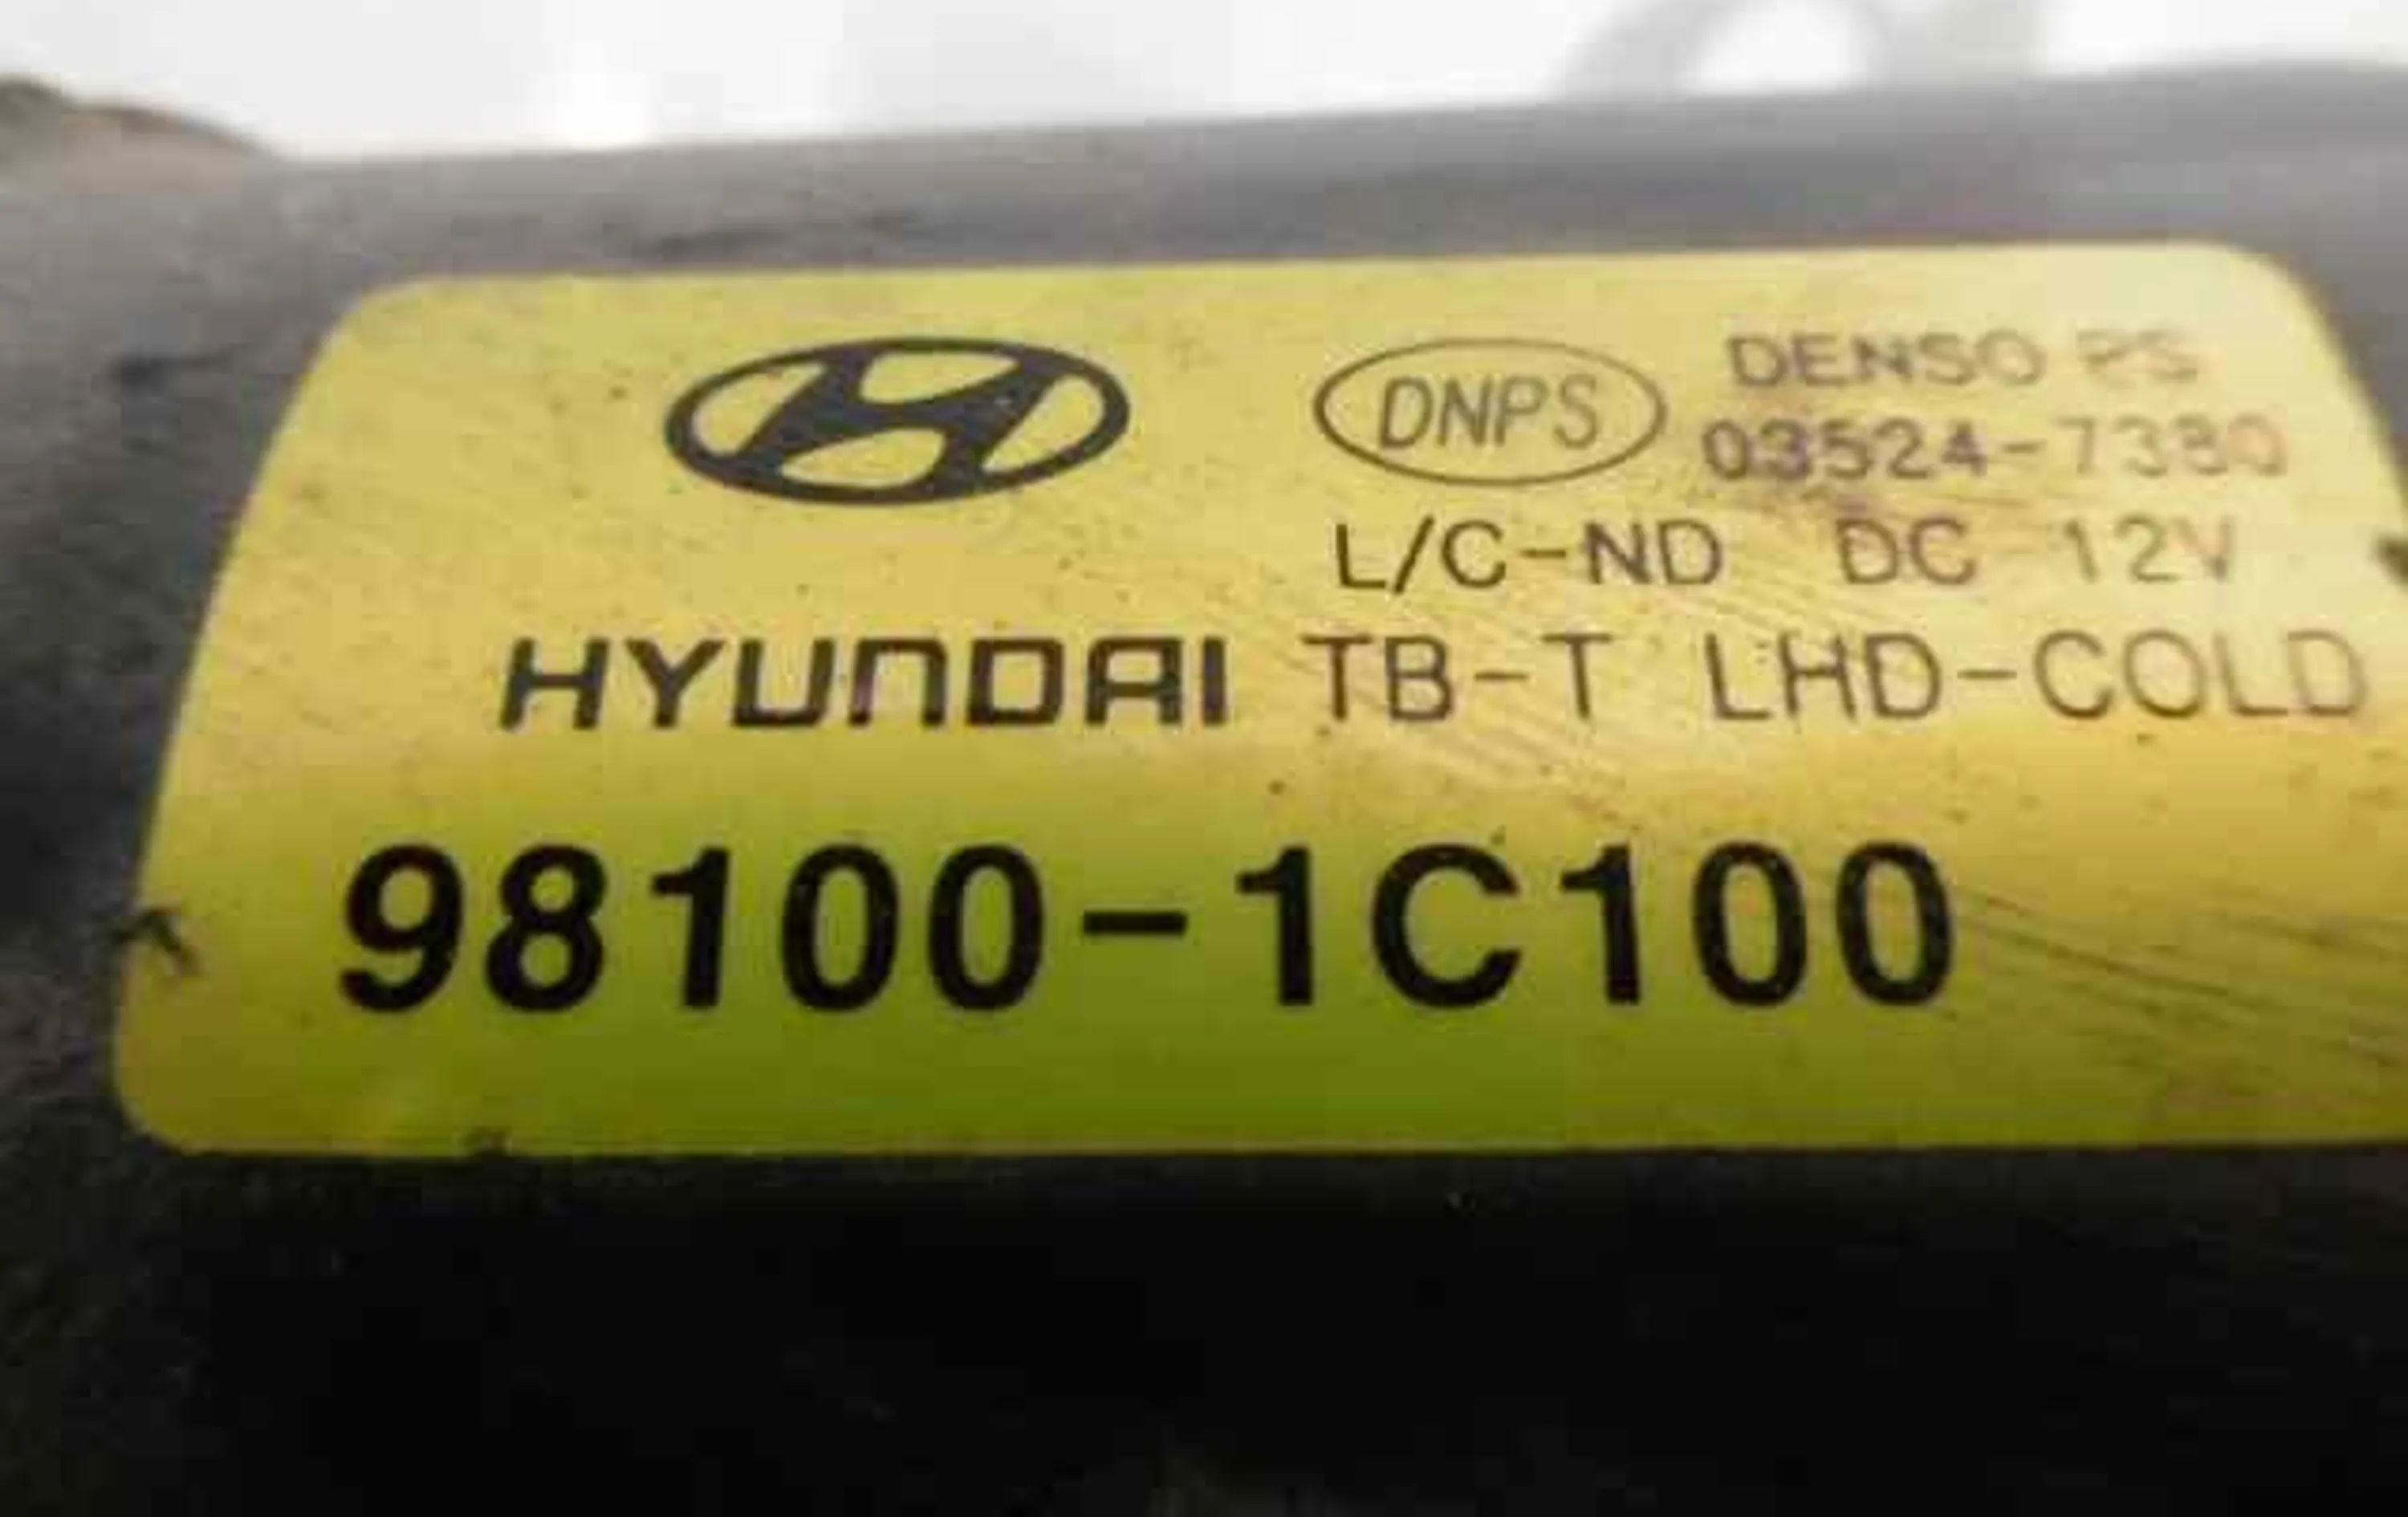 DNPS DENSO PS
03524-7380
L/C-ND DC 12V
HYUNDAI TB-T LHD-COLD
98100-1C100